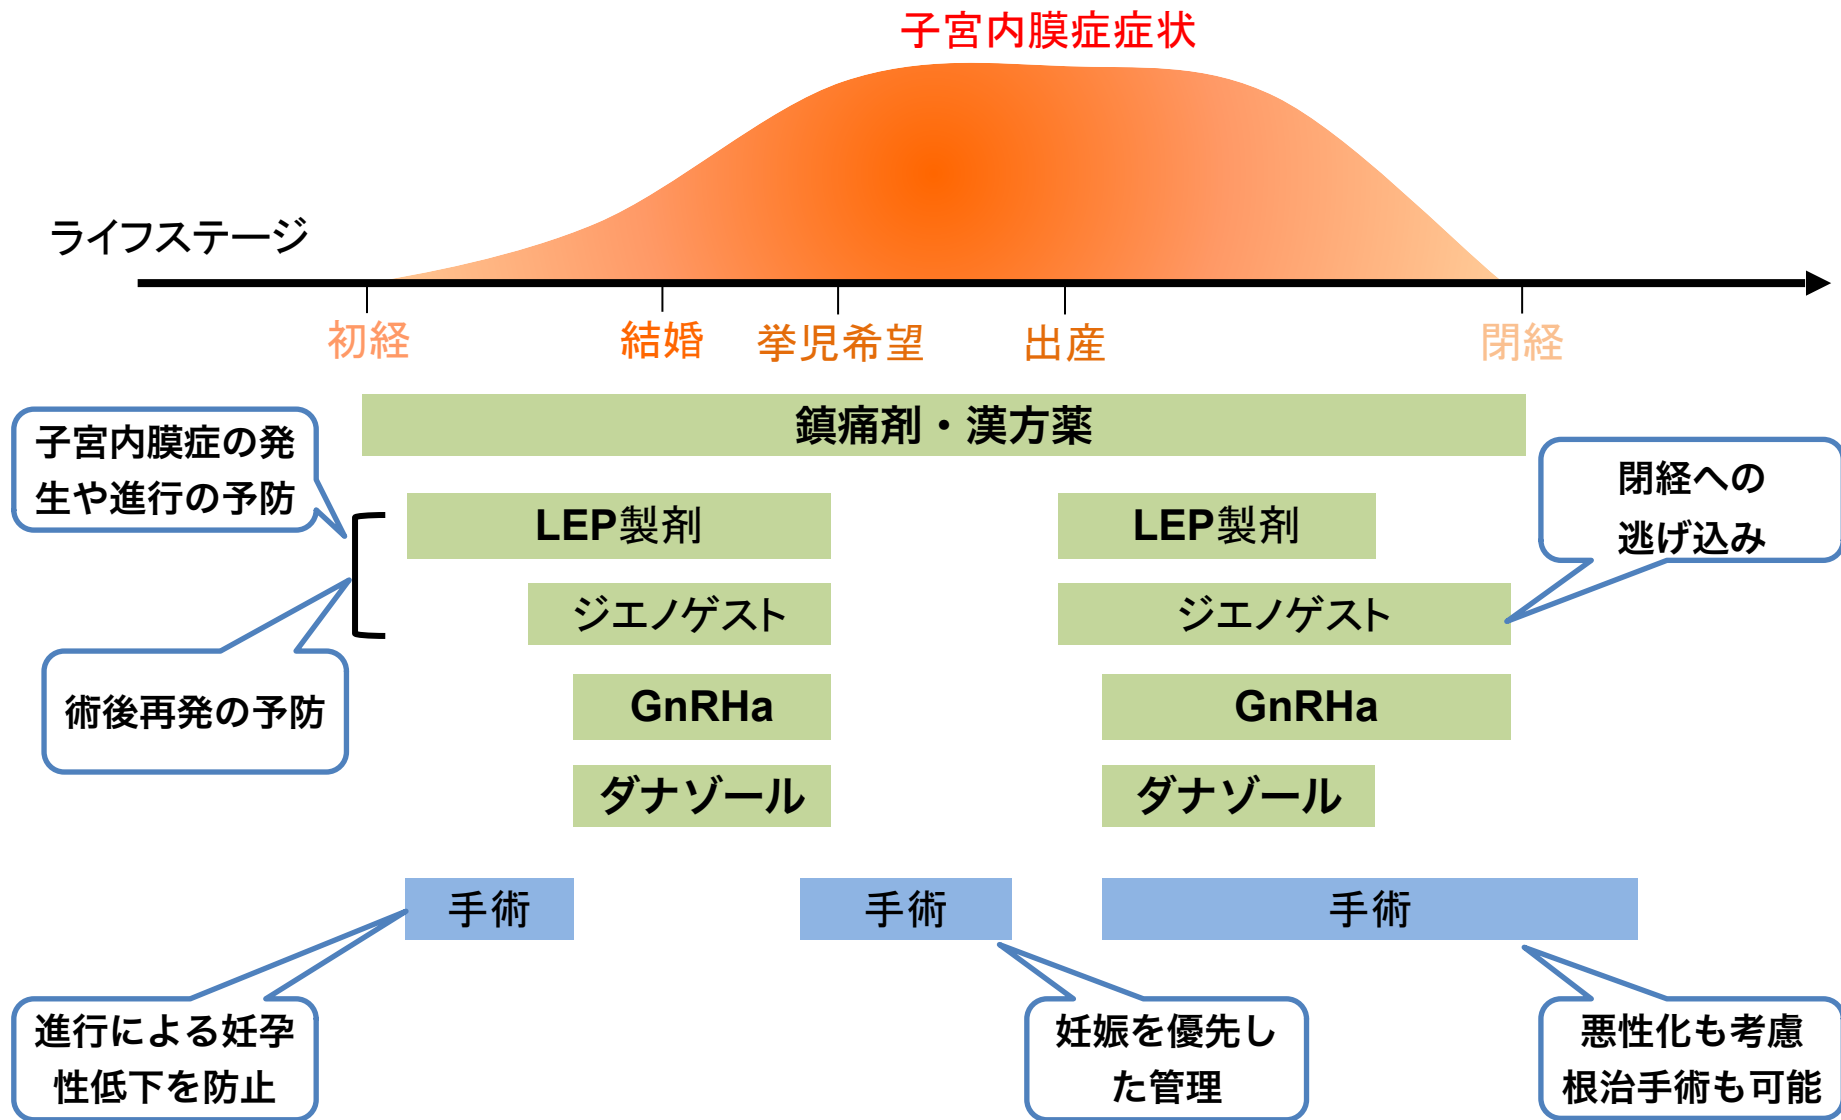 子宮内膜症症状
ライフステージ
初経
結婚
挙児希望
出産
閉経
鎮痛剤・漢方薬
子宮内膜症の発
生や進行の予防
閉経への
逃げ込み
LEP製剤
LEP製剤
ジエノゲスト
ジエノゲスト
術後再発の予防
GnRHa
GnRHa
ダナゾール
ダナゾール
手術
手術
手術
進行による妊孕
性低下を防止
妊娠を優先し
た管理
悪性化も考慮
根治手術も可能